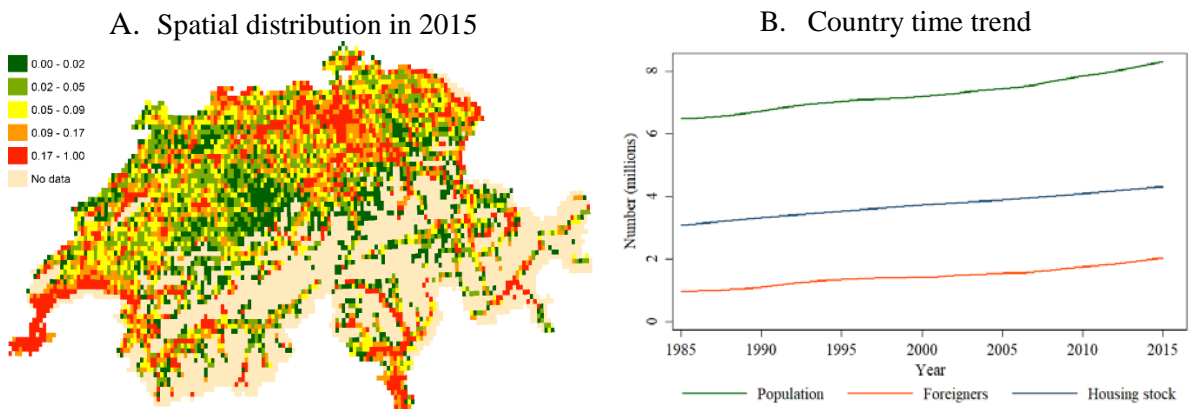 A. Spatial distribution in 2015
0.00 - 0.02
0.02 - 0.05
0.05 - 0.09
0.09 - 0.17
0.17 - 1.00
No data
B. Country time trend
Number (millions)
8
6
4
2
0
1985 1990 1995 2000 2005 2010 2015
Year
Population Foreigners Housing stock